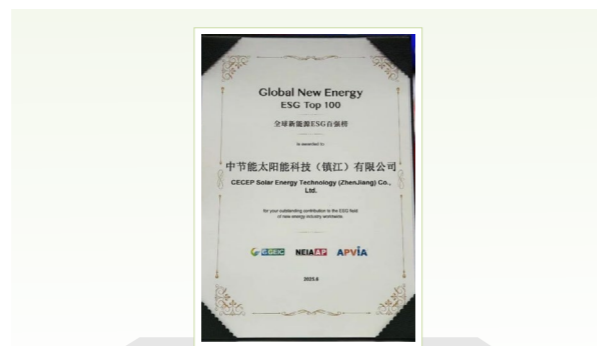 Global New Energy
ESG Top 100
全球新能源ESG百强榜
is awarded to
中节能太阳能科技（镇江）有限公司
CECEP Solar Energy Technology (ZhenJiang) Co.,
Ltd.
for your outstanding contribution to the ESG field
of new energy industry worldwide.
GEIC NEIAAP APVIA
2023.6